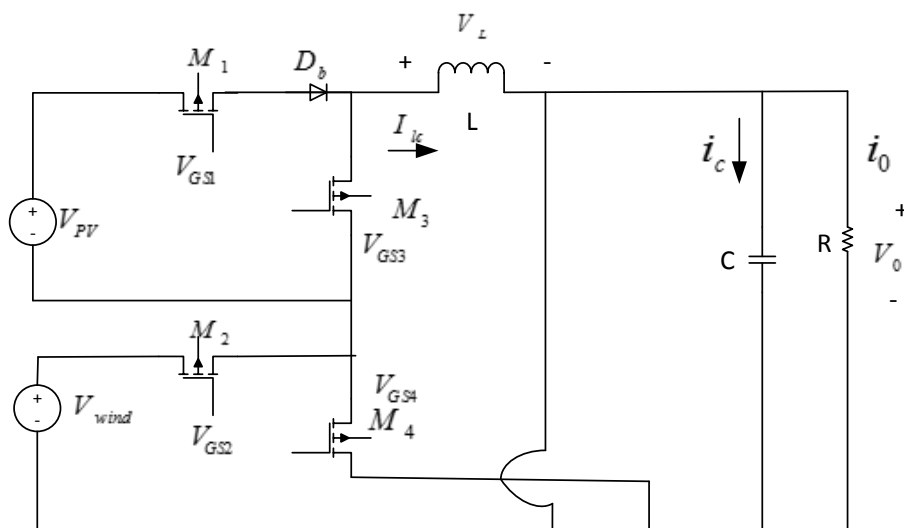 V_L
M_1
D_b
+ -
L
I_lc
V_GS1
M_3
V_GS3
+
-
V_PV
i_c
i_0
+
V_0
-
C
R
M_2
V_GS4
M_4
+
-
V_wind
V_GS2